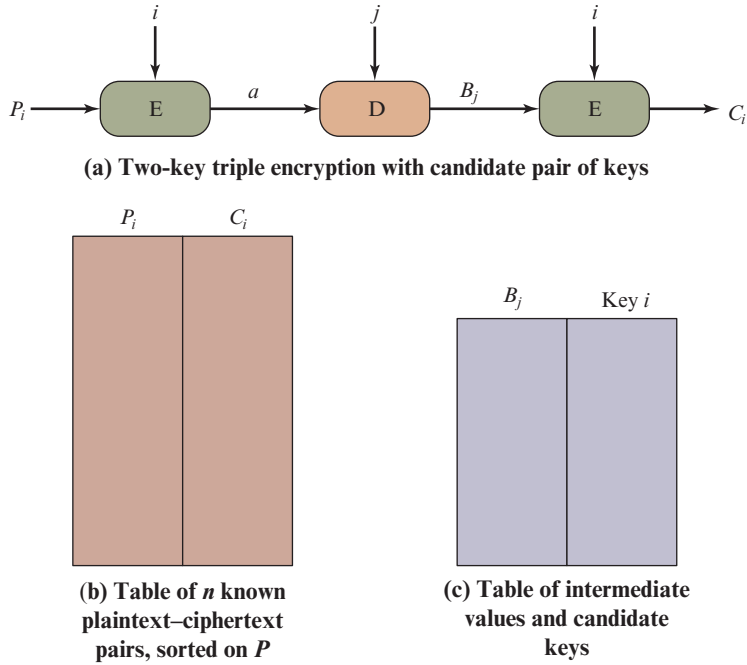 i j i
P_i E a D B_j E C_i
(a) Two-key triple encryption with candidate pair of keys
P_i C_i
B_j Key i
(b) Table of n known
plaintext–ciphertext
pairs, sorted on P
(c) Table of intermediate
values and candidate
keys